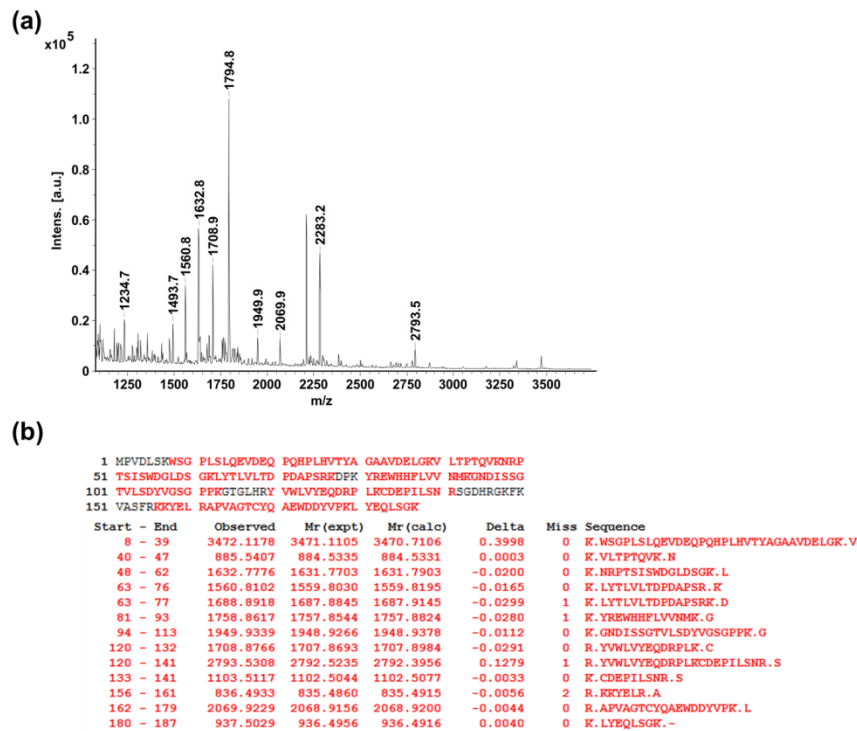 (a)
x10^5
Intens. [a.u.]
1.2
1.0
0.8
0.6
0.4
0.2
0
1234.7
1493.7
1560.8
1632.8
1708.9
1794.8
1949.9
2069.9
2283.2
2793.5
1250 1500 1750 2000 2250 2500 2750 3000 3250 3500
m/z
(b)
1 MPVDLSKWSG PLSLQEVDEQ PQHPLHVTYA GAAVDELGKV LTPTQVKNRP
51 TSISWDGLDS GKLYTLVLTD PDAPSRKDPK YREWHHFLVV NMKGNDISSG
101 TVLSDYVGSG PPKGTGLHRY VWLVYEQDRP LKCDEPILSN RSGDHRGKFK
151 VASFRKKYEL RAPVAGTCYQ AEWDDYVPKL YEQLSGK
Start - End Observed Mr(expt) Mr(calc) Delta Miss Sequence
8 - 39 3472.1178 3471.1105 3470.7106 0.3998 0 K.WSGPLSLQEVDEQPQHPLHVTYAGAAVDELGK.V
40 - 47 885.5407 884.5335 884.5331 0.0003 0 K.VLTPTQVK.N
48 - 62 1632.7776 1631.7703 1631.7903 -0.0200 0 K.NRPTSISWDGLDSGK.L
63 - 76 1560.8102 1559.8030 1559.8195 -0.0165 0 K.LYTLVLTDPDAPSR.K
63 - 77 1688.8918 1687.8845 1687.9145 -0.0299 1 K.LYTLVLTDPDAPSRK.D
81 - 93 1758.8617 1757.8544 1757.8824 -0.0280 1 K.YREWHHFLVVNMK.G
94 - 113 1949.9339 1948.9266 1948.9378 -0.0112 0 K.GNDISSGTVLSDYVGSGPPK.G
120 - 132 1708.8766 1707.8693 1707.8984 -0.0291 0 R.YVWLVYEQDRPLK.C
120 - 141 2793.5308 2792.5235 2792.3956 0.1279 1 R.YVWLVYEQDRPLKCDEPILSNR.S
133 - 141 1103.5117 1102.5044 1102.5077 -0.0033 0 K.CDEPILSNR.S
156 - 161 836.4933 835.4860 835.4915 -0.0056 2 R.KKYELR.A
162 - 179 2069.9229 2068.9156 2068.9200 -0.0044 0 R.APVAGTCYQAEWDDYVPK.L
180 - 187 937.5029 936.4956 936.4916 0.0040 0 K.LYEQLSGK.-